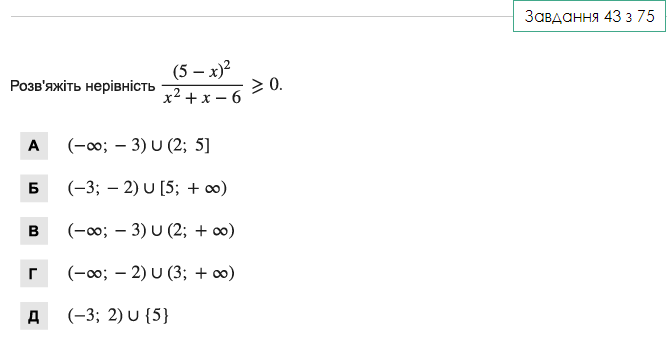 Завдання 43 з 75
Розв'яжіть нерівність (5 − x)² / (x² + x − 6) ⩾ 0.
А (−∞; − 3) ∪ (2; 5]
Б (−3; − 2) ∪ [5; + ∞)
В (−∞; − 3) ∪ (2; + ∞)
Г (−∞; − 2) ∪ (3; + ∞)
Д (−3; 2) ∪ {5}